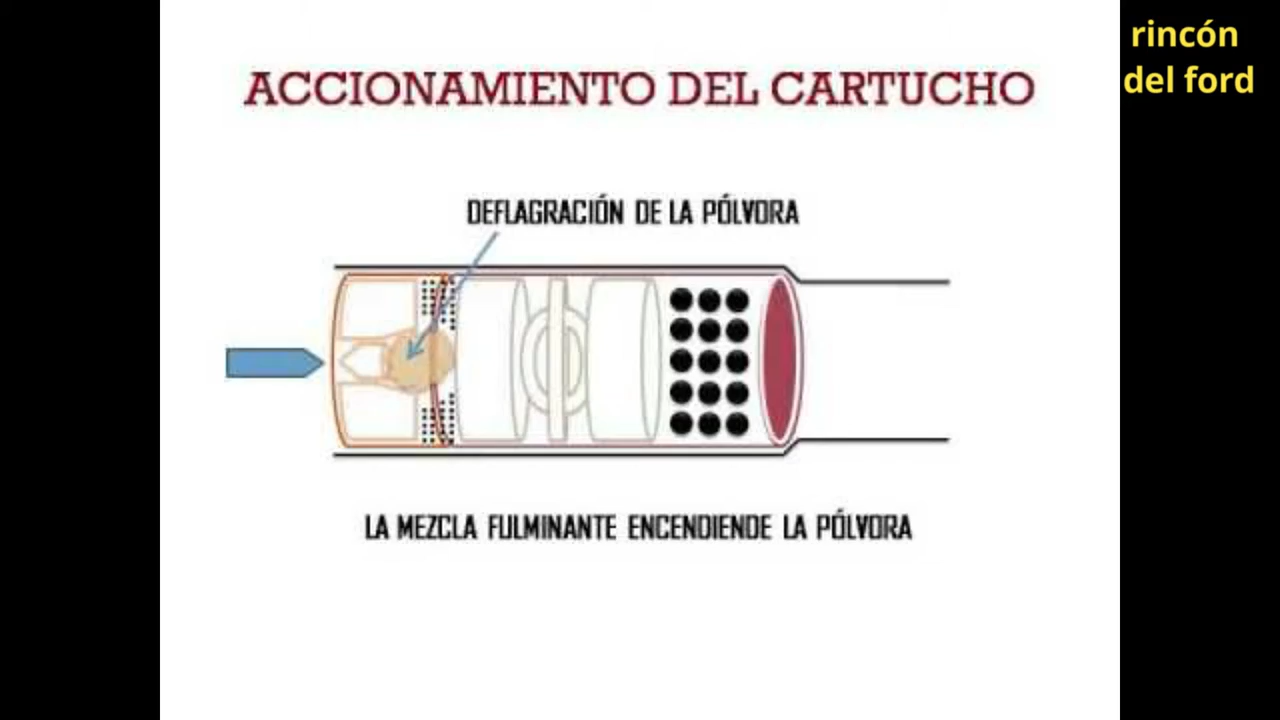 rincón
del ford
ACCIONAMIENTO DEL CARTUCHO
DEFLAGRACIÓN DE LA PÓLVORA
LA MEZCLA FULMINANTE ENCENDIENDE LA PÓLVORA